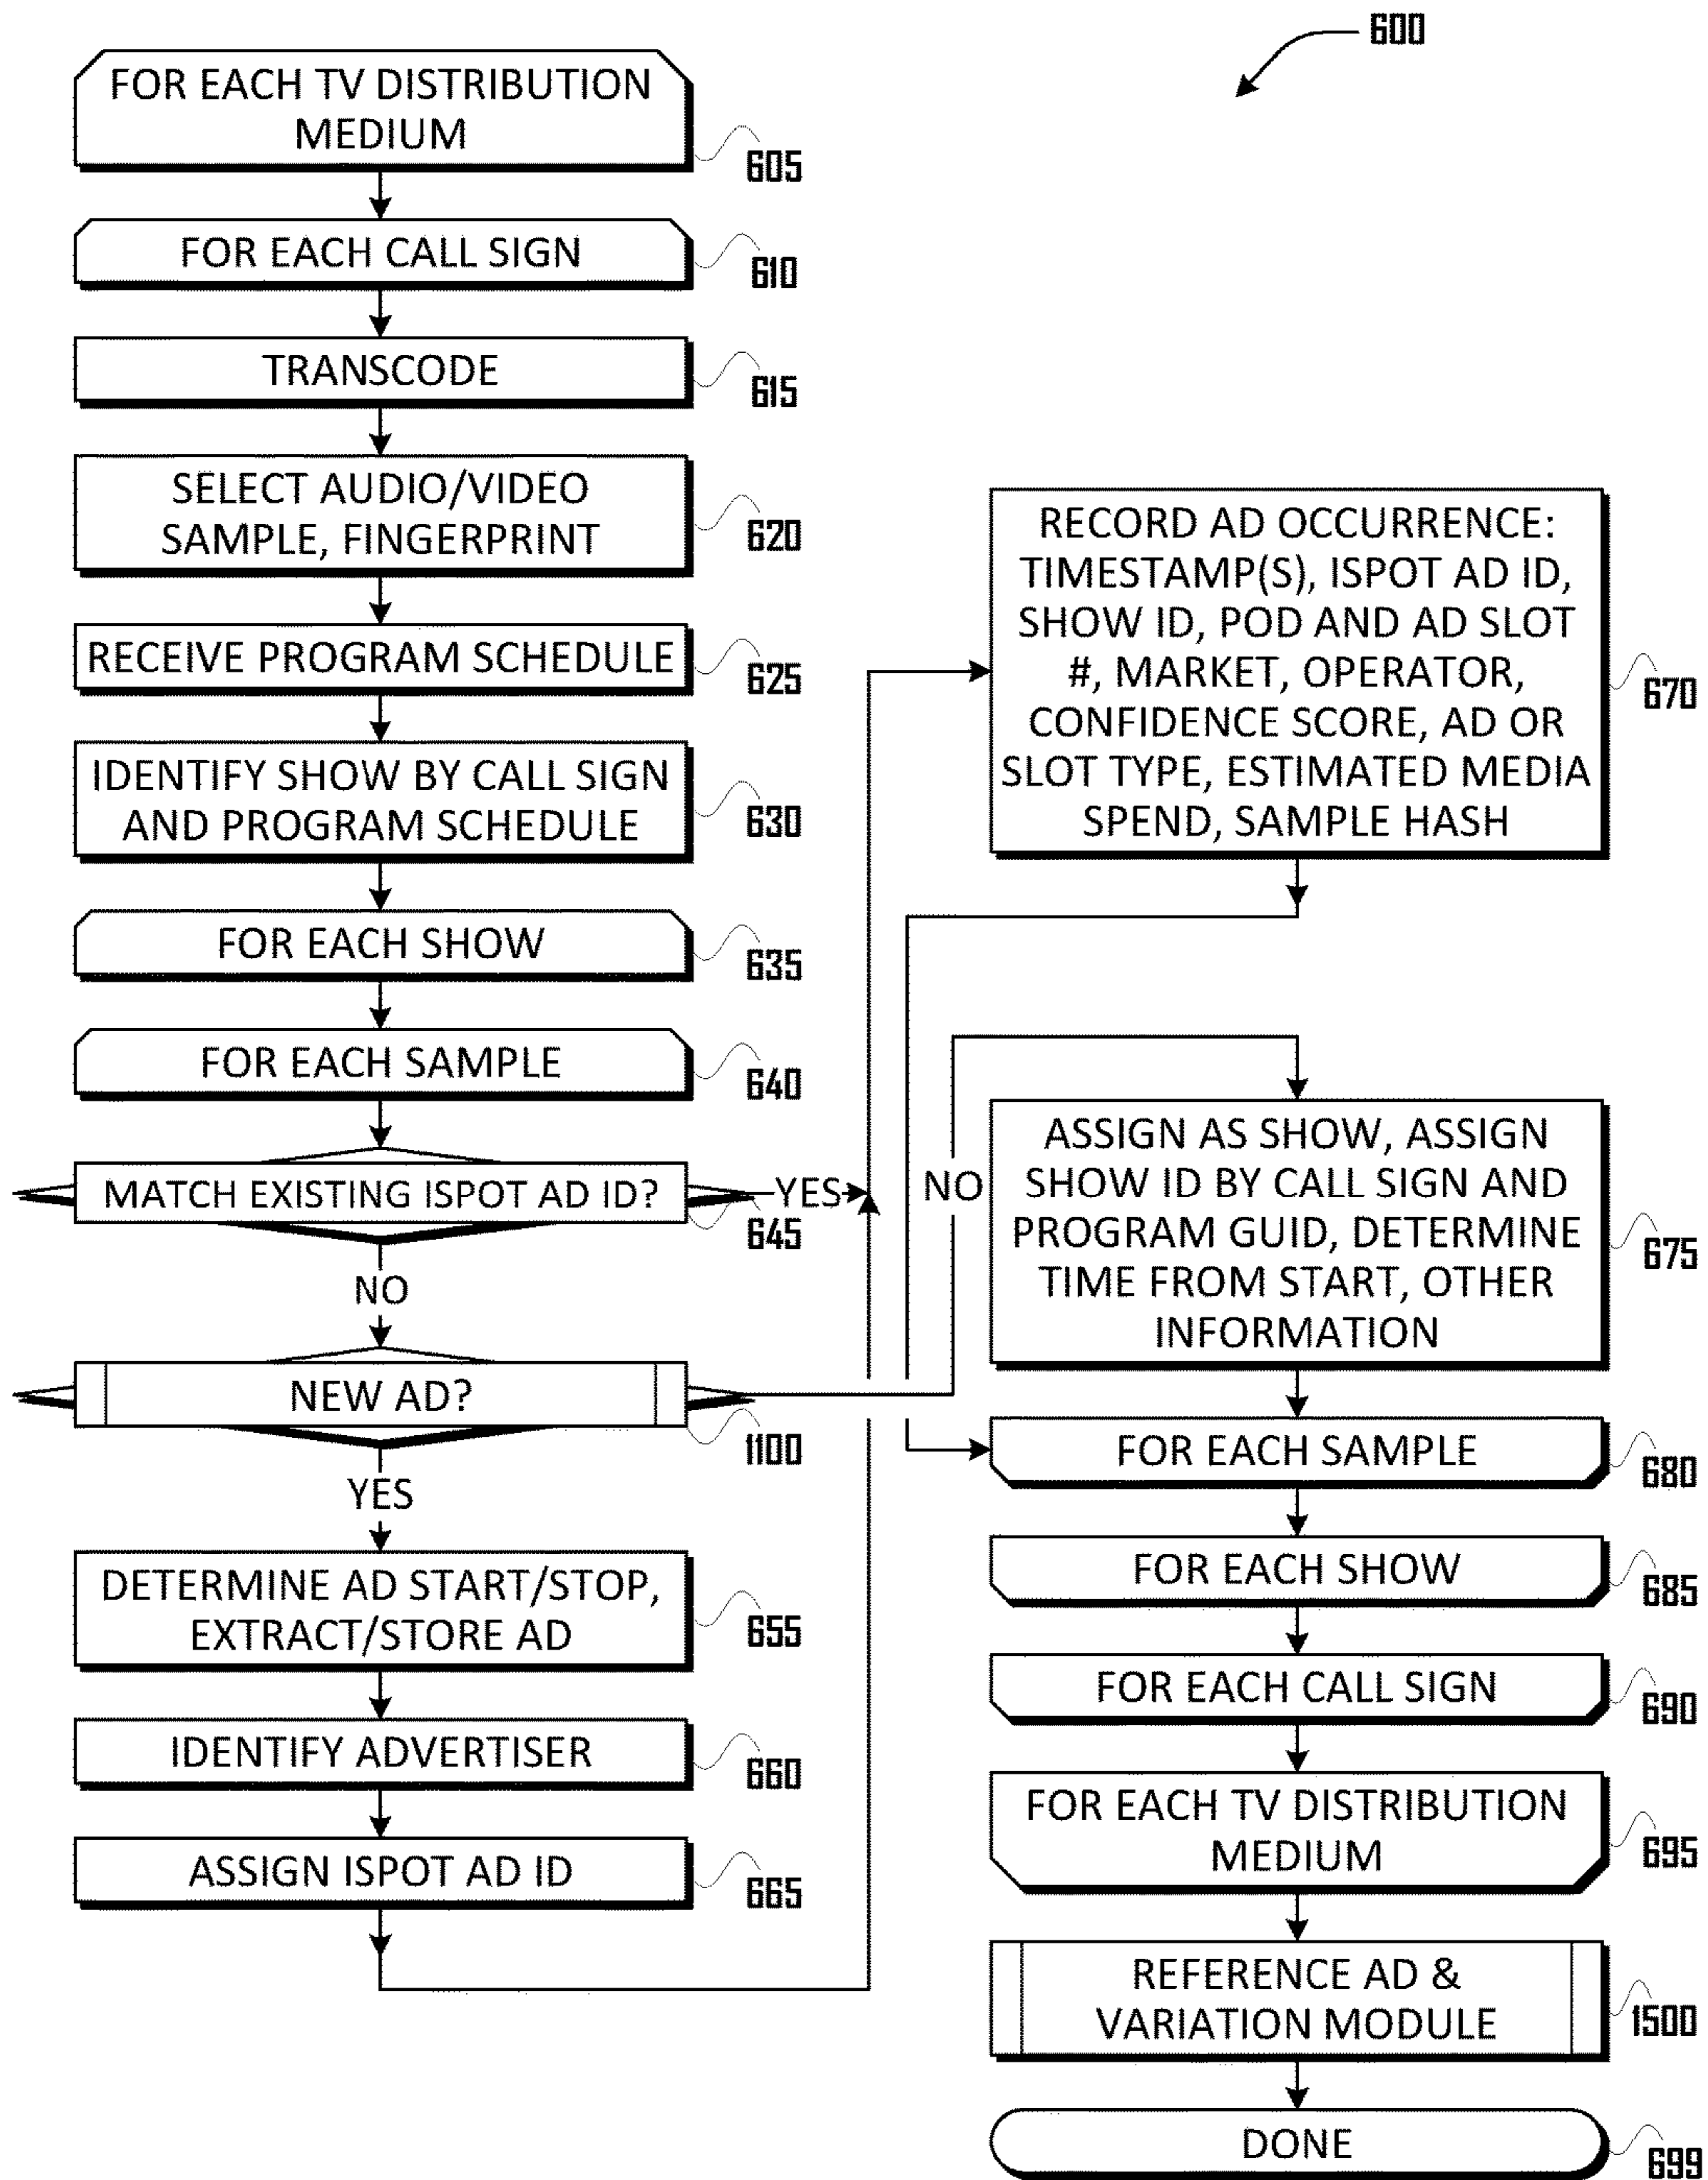 600
FOR EACH TV DISTRIBUTION
MEDIUM
605
FOR EACH CALL SIGN
610
TRANSCODE
615
SELECT AUDIO/VIDEO
SAMPLE, FINGERPRINT
620
RECEIVE PROGRAM SCHEDULE
625
IDENTIFY SHOW BY CALL SIGN
AND PROGRAM SCHEDULE
630
FOR EACH SHOW
635
FOR EACH SAMPLE
640
MATCH EXISTING ISPOT AD ID?
YES
645
NO
NEW AD?
NO
1100
YES
DETERMINE AD START/STOP,
EXTRACT/STORE AD
655
IDENTIFY ADVERTISER
660
ASSIGN ISPOT AD ID
665
RECORD AD OCCURRENCE:
TIMESTAMP(S), ISPOT AD ID,
SHOW ID, POD AND AD SLOT
#, MARKET, OPERATOR,
CONFIDENCE SCORE, AD OR
SLOT TYPE, ESTIMATED MEDIA
SPEND, SAMPLE HASH
670
ASSIGN AS SHOW, ASSIGN
SHOW ID BY CALL SIGN AND
PROGRAM GUID, DETERMINE
TIME FROM START, OTHER
INFORMATION
675
FOR EACH SAMPLE
680
FOR EACH SHOW
685
FOR EACH CALL SIGN
690
FOR EACH TV DISTRIBUTION
MEDIUM
695
REFERENCE AD &
VARIATION MODULE
1500
DONE
699